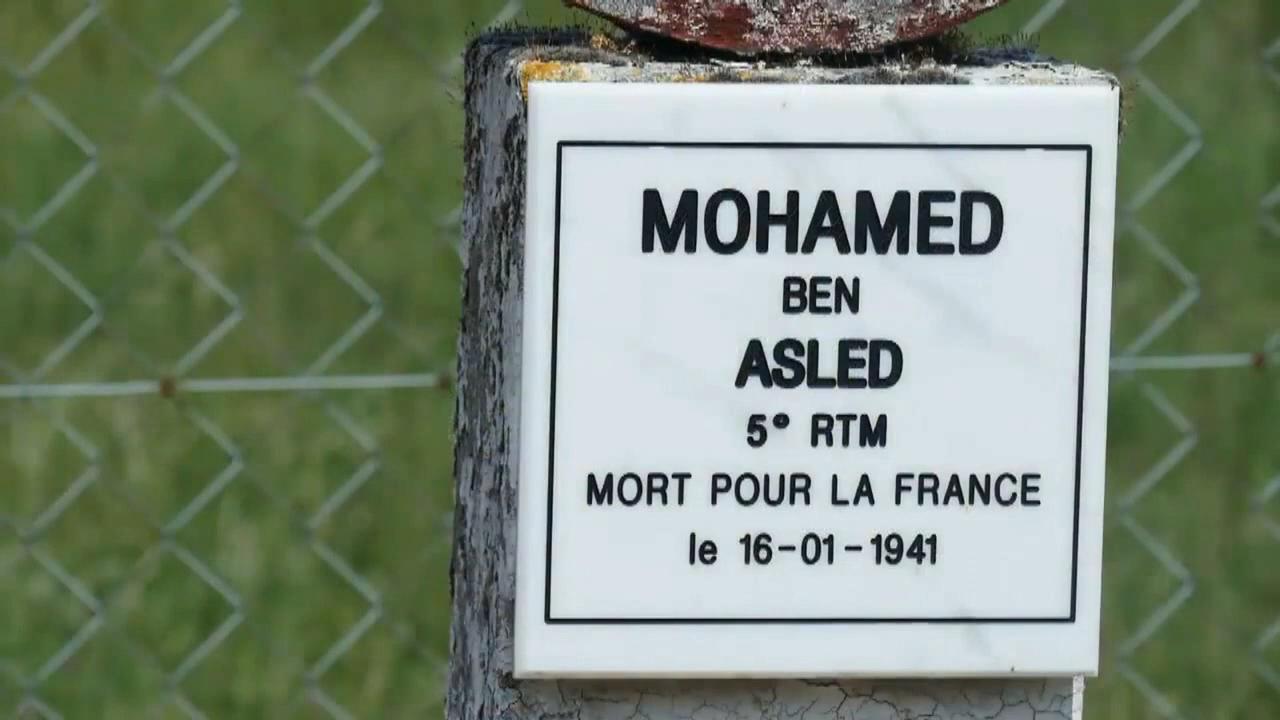 MOHAMED
BEN
ASLED
5° RTM
MORT POUR LA FRANCE
le 16-01-1941